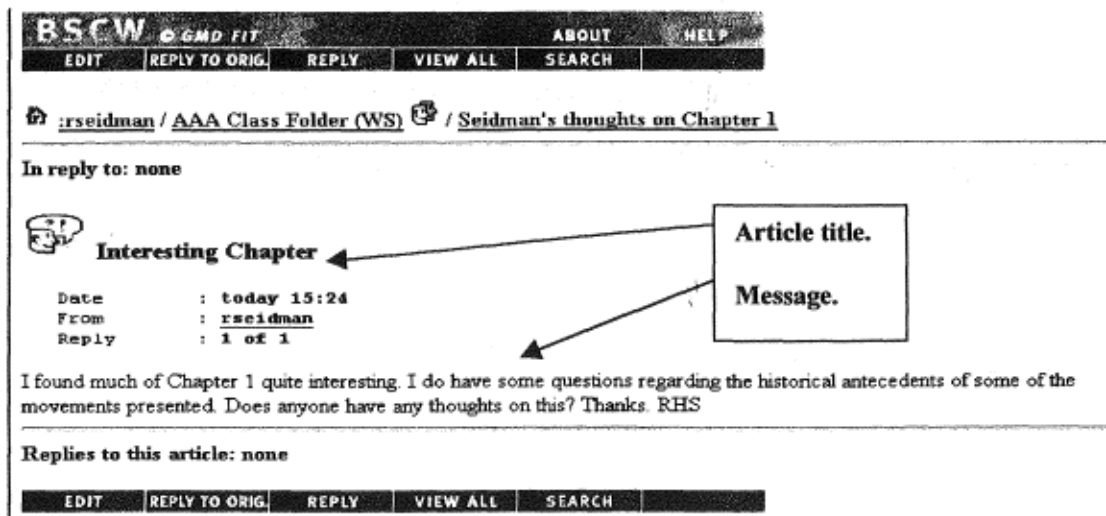 BSCW © GMD FIT ABOUT HELP
EDIT REPLY TO ORIG. REPLY VIEW ALL SEARCH
:rseidman / AAA Class Folder (WS) / Seidman's thoughts on Chapter 1
In reply to: none
Interesting Chapter
Article title.
Message.
Date : today 15:24
From : rseidman
Reply : 1 of 1
I found much of Chapter 1 quite interesting. I do have some questions regarding the historical antecedents of some of the
movements presented. Does anyone have any thoughts on this? Thanks. RHS
Replies to this article: none
EDIT REPLY TO ORIG. REPLY VIEW ALL SEARCH